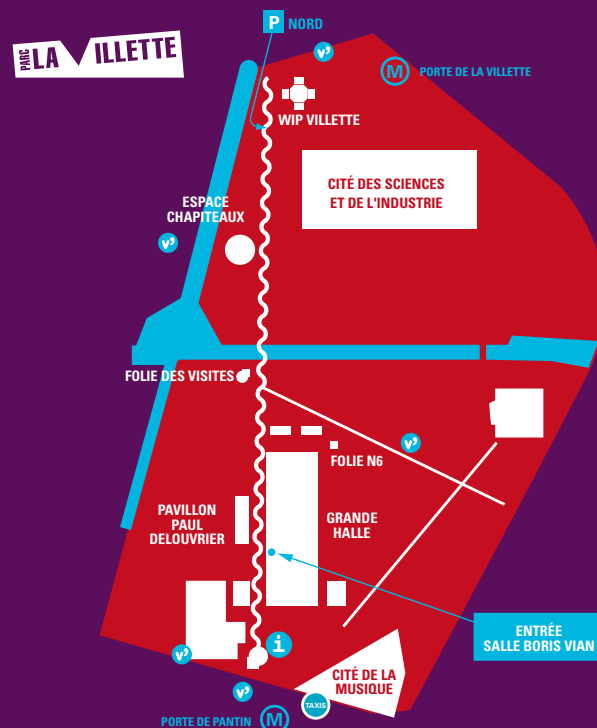 PARC
LA VILLETTE
P NORD
v'
M PORTE DE LA VILLETTE
WIP VILLETTE
CITÉ DES SCIENCES
ET DE L'INDUSTRIE
ESPACE
CHAPITEAUX
v'
FOLIE DES VISITES
v'
FOLIE N6
PAVILLON
PAUL
DELOUVRIER
GRANDE
HALLE
ENTRÉE
SALLE BORIS VIAN
i
v'
CITÉ DE LA
MUSIQUE
v'
TAXIS
PORTE DE PANTIN M